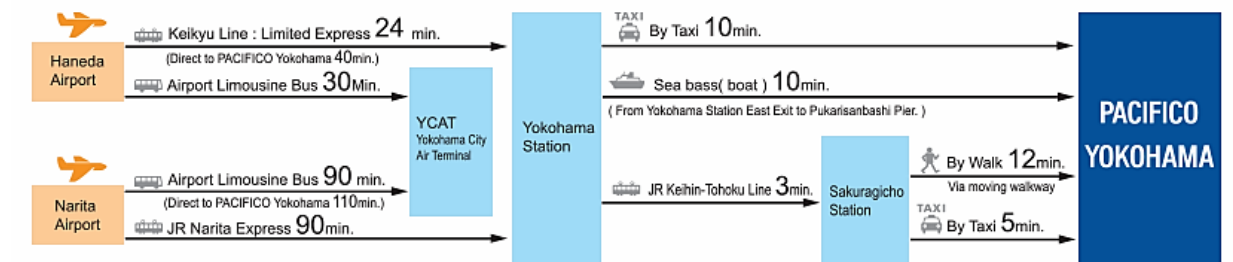 Haneda
Airport
Keikyu Line : Limited Express 24 min.
(Direct to PACIFICO Yokohama 40min.)
Airport Limousine Bus 30Min.
Narita
Airport
Airport Limousine Bus 90 min.
(Direct to PACIFICO Yokohama 110min.)
JR Narita Express 90min.
YCAT
Yokohama City
Air Terminal
Yokohama
Station
TAXI
By Taxi 10min.
Sea bass( boat ) 10min.
( From Yokohama Station East Exit to Pukarisanbashi Pier. )
JR Keihin-Tohoku Line 3min.
Sakuragicho
Station
By Walk 12min.
Via moving walkway
TAXI
By Taxi 5min.
PACIFICO
YOKOHAMA